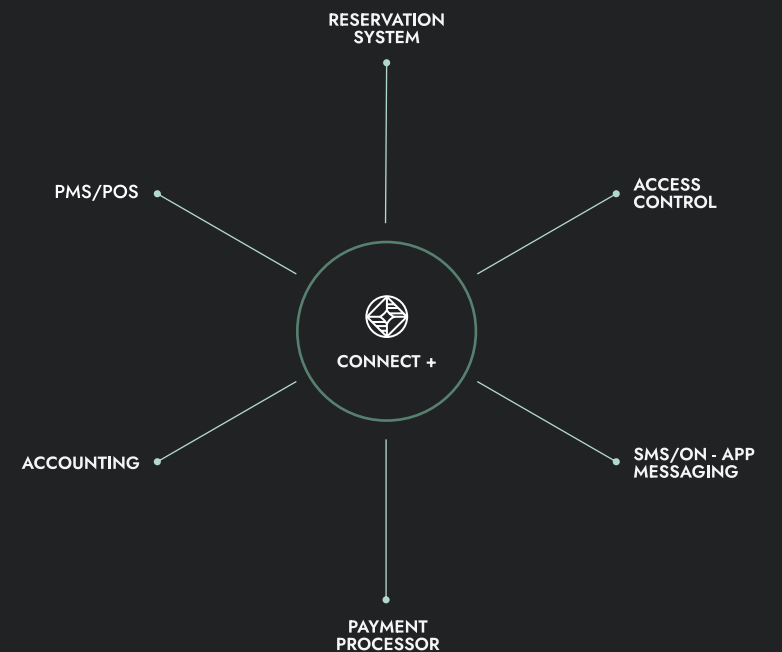 RESERVATION
SYSTEM
PMS/POS
ACCESS
CONTROL
CONNECT +
ACCOUNTING
SMS/ON - APP
MESSAGING
PAYMENT
PROCESSOR